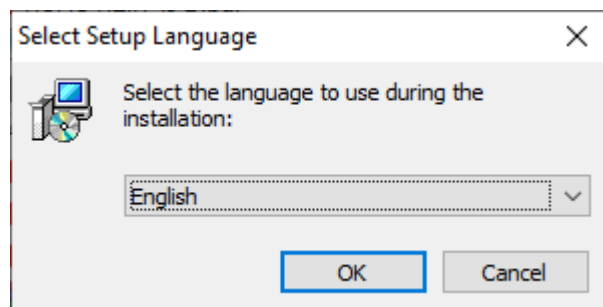 Select Setup Language
Select the language to use during the
installation:
English
OK
Cancel